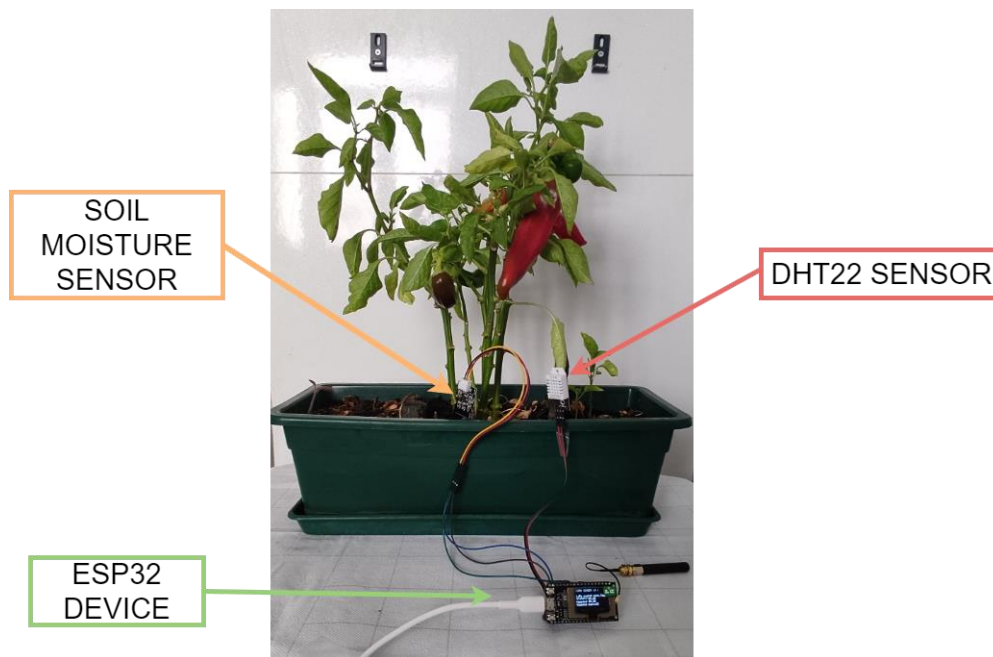 SOIL
MOISTURE
SENSOR
DHT22 SENSOR
ESP32
DEVICE